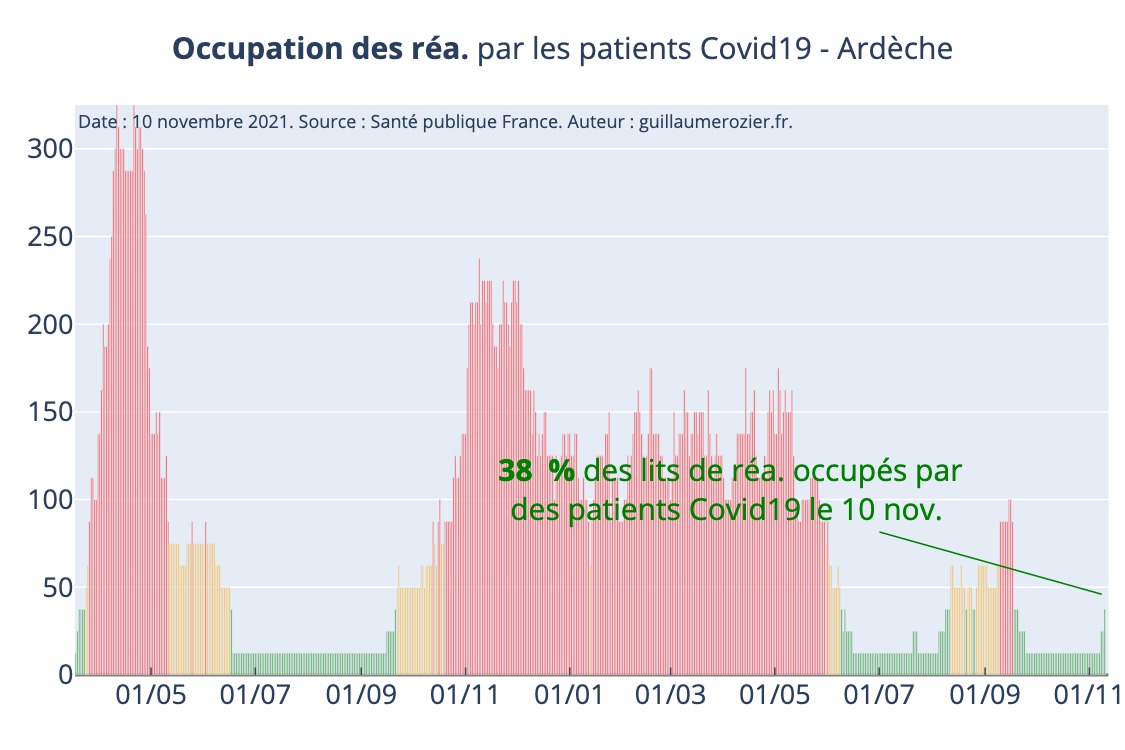 Occupation des réa. par les patients Covid19 - Ardèche
Date : 10 novembre 2021. Source : Santé publique France. Auteur : guillaumerozier.fr.
300
250
200
150
100
50
0
38 % des lits de réa. occupés par
des patients Covid19 le 10 nov.
01/05 01/07 01/09 01/11 01/01 01/03 01/05 01/07 01/09 01/11